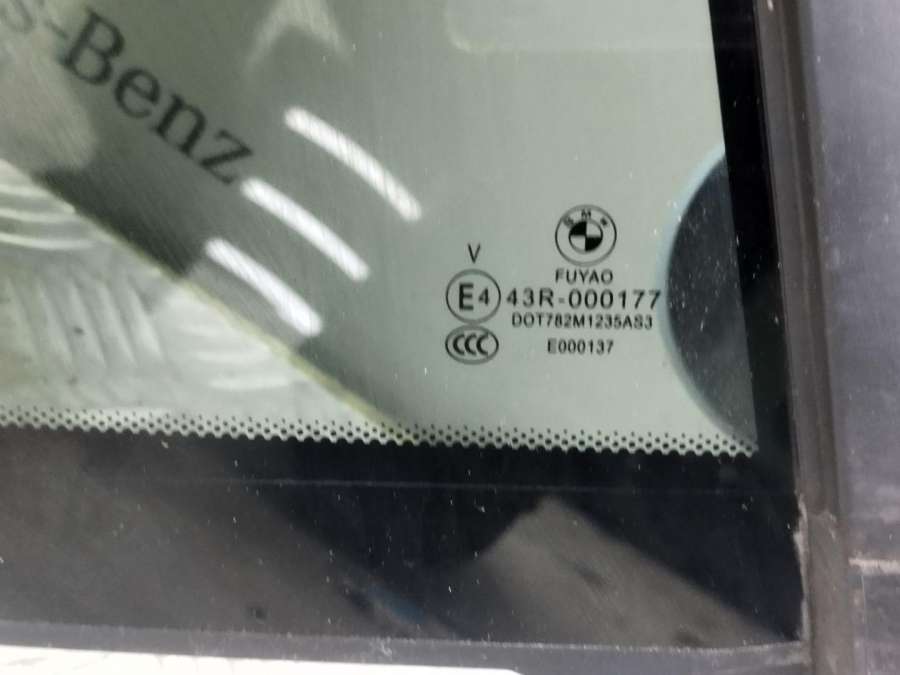 s-Benz
BMW
V
FUYAO
E4 43R-000177
DOT782M1235AS3
CCC E000137